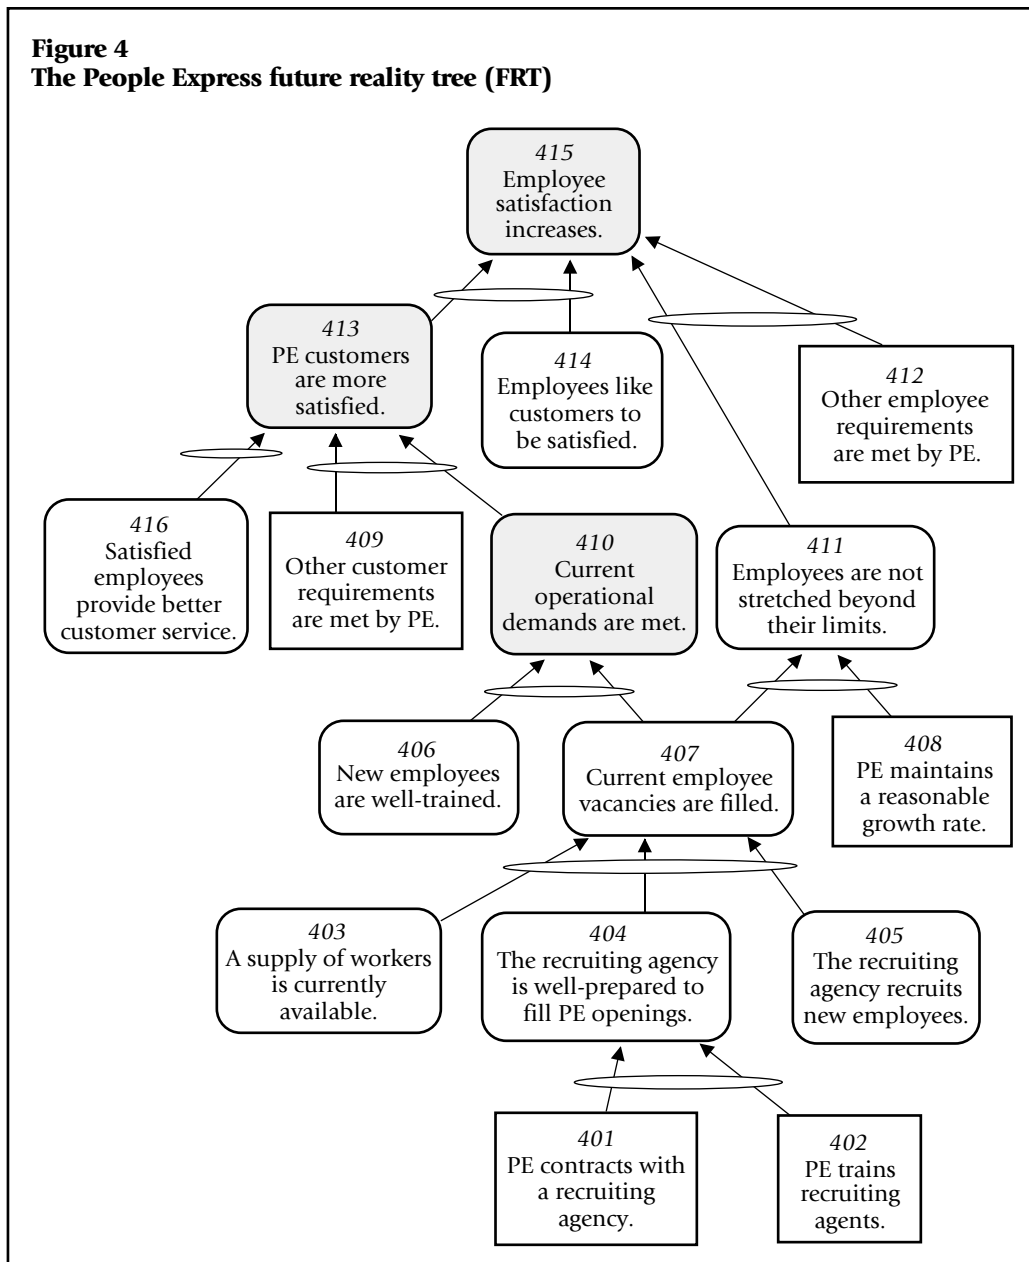 Figure 4
The People Express future reality tree (FRT)
415
Employee
satisfaction
increases.
413
PE customers
are more
satisfied.
414
Employees like
customers to
be satisfied.
412
Other employee
requirements
are met by PE.
416
Satisfied
employees
provide better
customer service.
409
Other customer
requirements
are met by PE.
410
Current
operational
demands are met.
411
Employees are not
stretched beyond
their limits.
406
New employees
are well-trained.
407
Current employee
vacancies are filled.
408
PE maintains
a reasonable
growth rate.
403
A supply of workers
is currently
available.
404
The recruiting agency
is well-prepared to
fill PE openings.
405
The recruiting
agency recruits
new employees.
401
PE contracts with
a recruiting
agency.
402
PE trains
recruiting
agents.